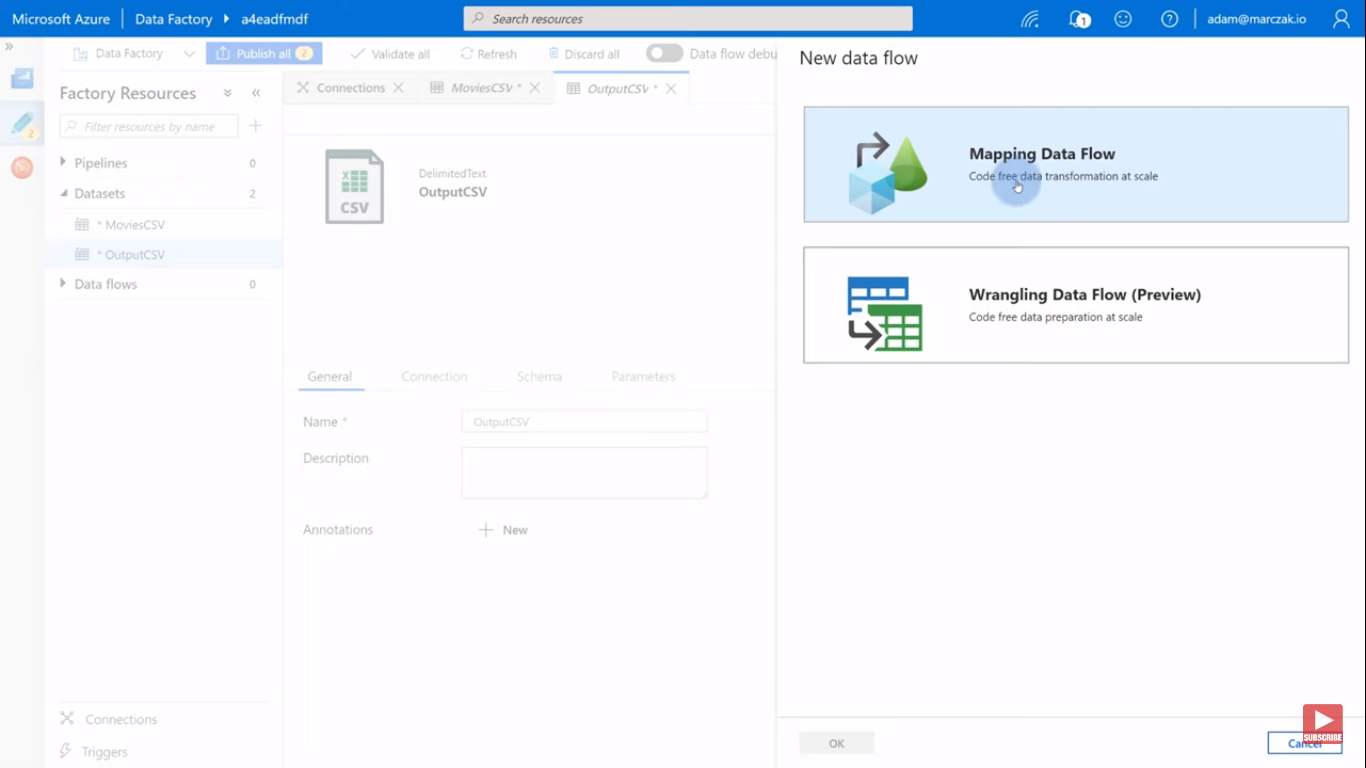 Microsoft Azure
Data Factory
a4eadfmdf
Search resources
1
adam@marczak.io
Data Factory
Publish all 2
Validate all
Refresh
Discard all
Data flow debu
Factory Resources
Filter resources by name
2
Pipelines 0
Datasets 2
* MoviesCSV
* OutputCSV
Data flows 0
Connections
Triggers
Connections
MoviesCSV *
OutputCSV *
CSV
DelimitedText
OutputCSV
General
Connection
Schema
Parameters
Name *
OutputCSV
Description
Annotations
New
New data flow
Mapping Data Flow
Code free data transformation at scale
Wrangling Data Flow (Preview)
Code free data preparation at scale
OK
Cancel
SUBSCRIBE